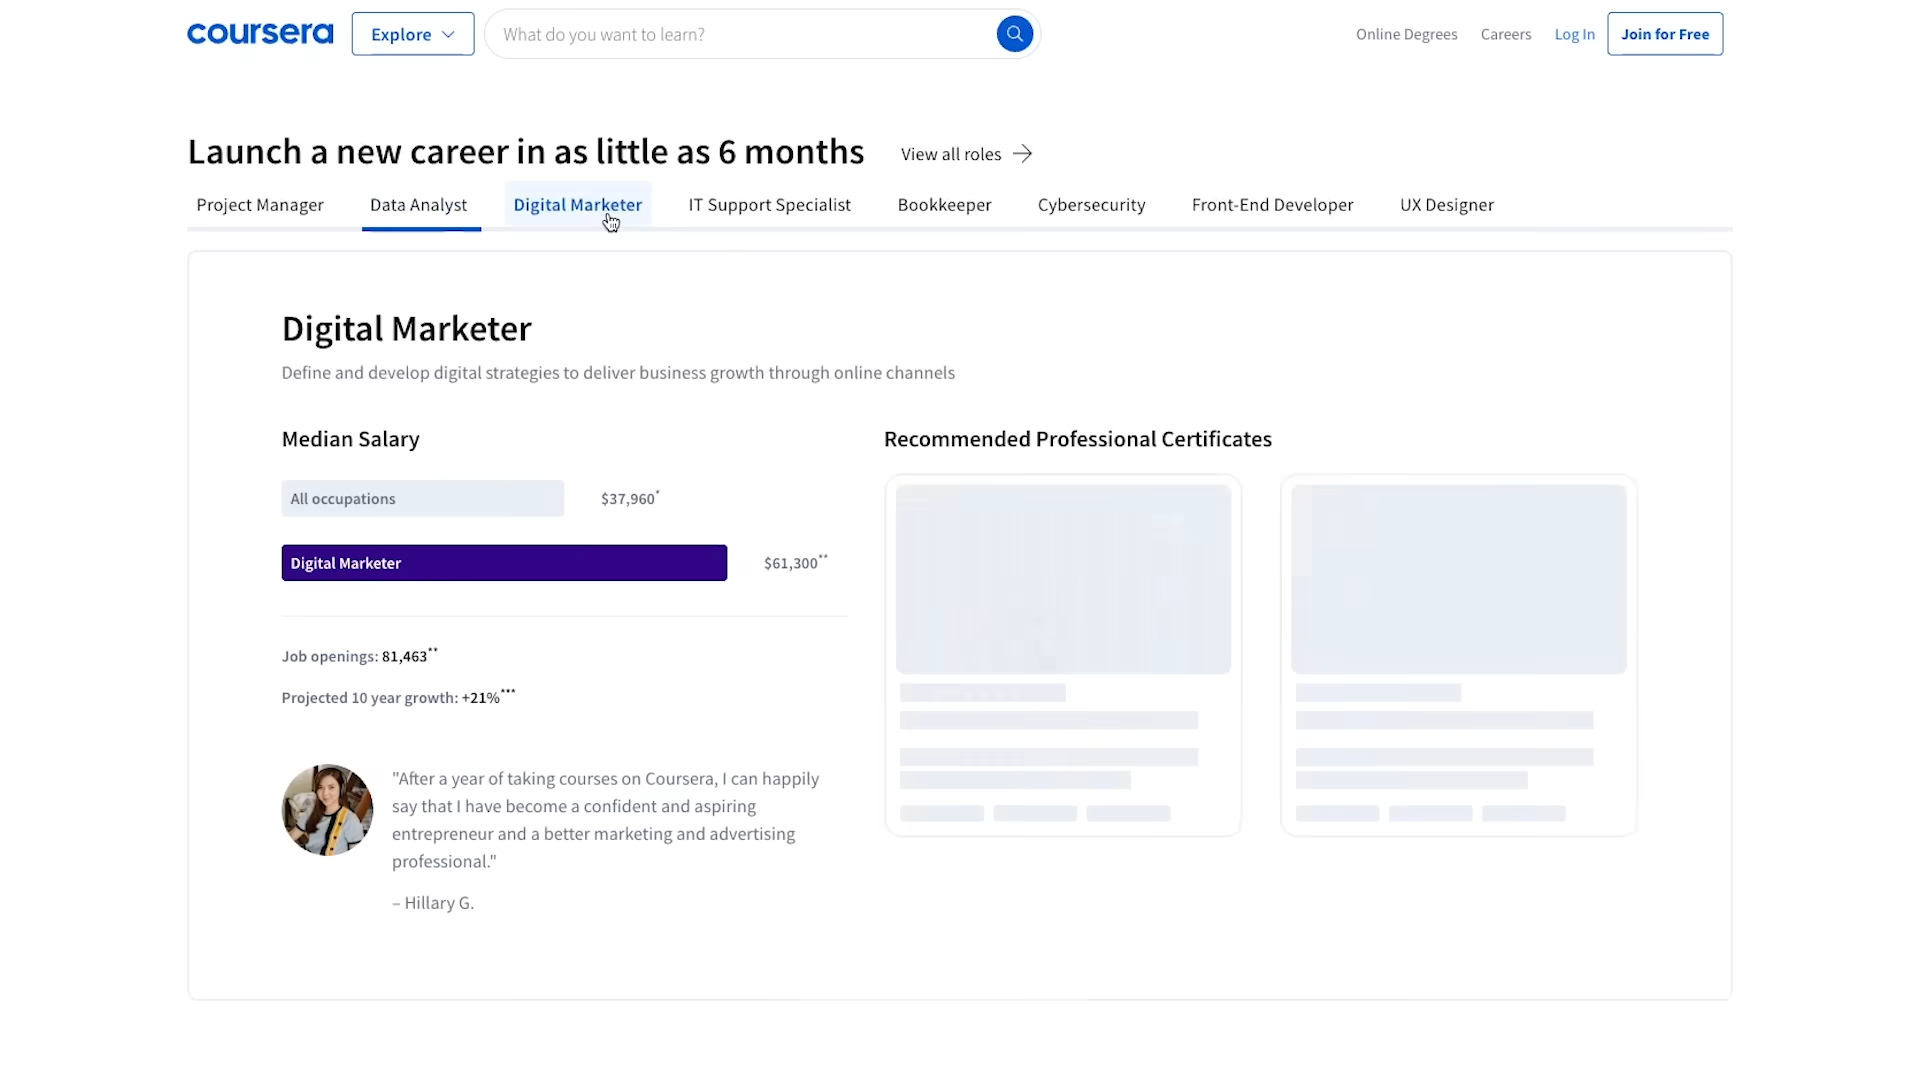 coursera
Explore
What do you want to learn?
Online Degrees
Careers
Log In
Join for Free
Launch a new career in as little as 6 months
View all roles
Project Manager
Data Analyst
Digital Marketer
IT Support Specialist
Bookkeeper
Cybersecurity
Front-End Developer
UX Designer
Digital Marketer
Define and develop digital strategies to deliver business growth through online channels
Median Salary
All occupations
$37,960*
Digital Marketer
$61,300**
Job openings: 81,463**
Projected 10 year growth: +21%***
"After a year of taking courses on Coursera, I can happily
say that I have become a confident and aspiring
entrepreneur and a better marketing and advertising
professional."
– Hillary G.
Recommended Professional Certificates